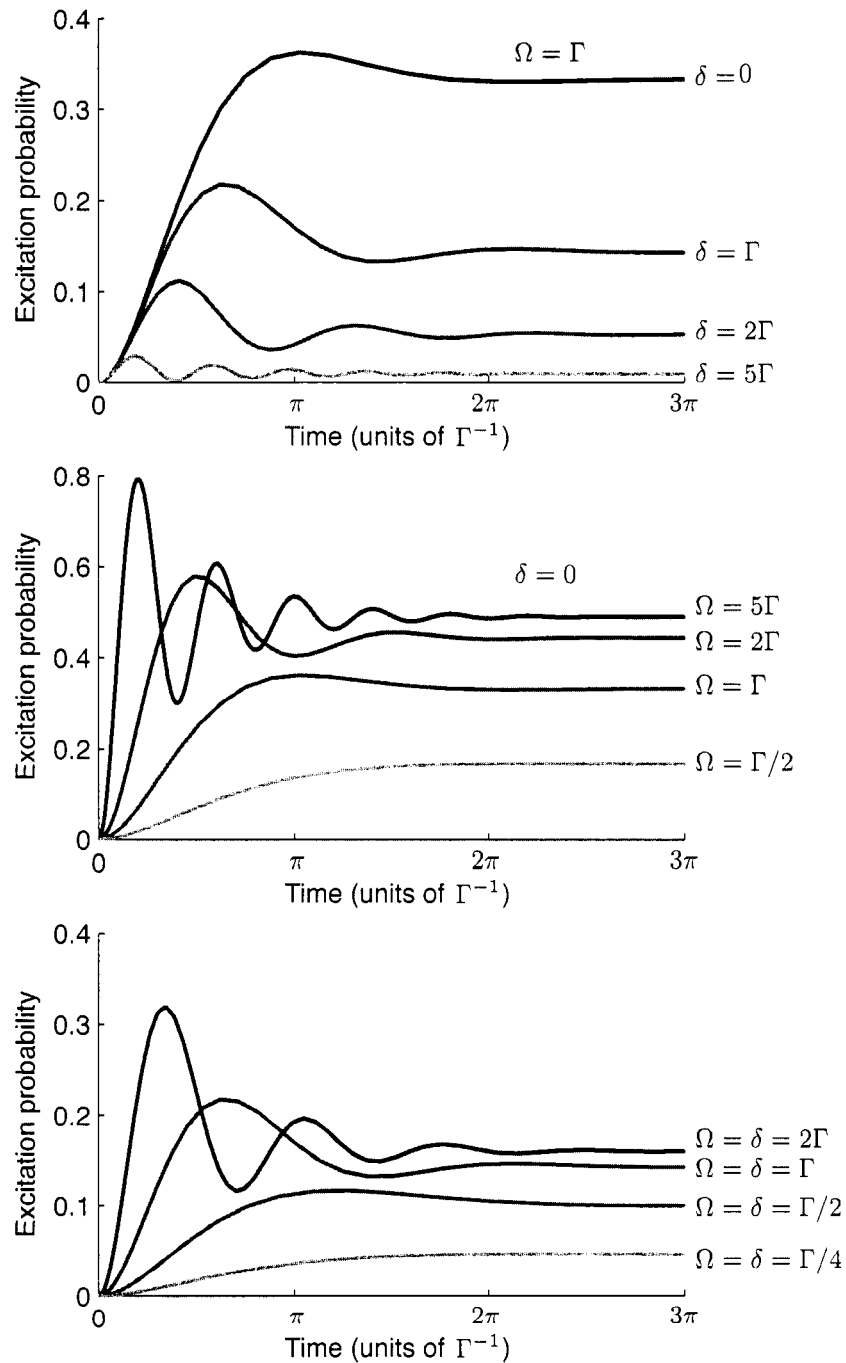 0.4
0.3
0.2
0.1
0
Excitation probability
Ω = Γ
δ = 0
δ = Γ
δ = 2Γ
δ = 5Γ
0 π 2π 3π
Time (units of Γ⁻¹)
0.8
0.6
0.4
0.2
0
Excitation probability
δ = 0
Ω = 5Γ
Ω = 2Γ
Ω = Γ
Ω = Γ/2
0 π 2π 3π
Time (units of Γ⁻¹)
0.4
0.3
0.2
0.1
0
Excitation probability
Ω = δ = 2Γ
Ω = δ = Γ
Ω = δ = Γ/2
Ω = δ = Γ/4
0 π 2π 3π
Time (units of Γ⁻¹)